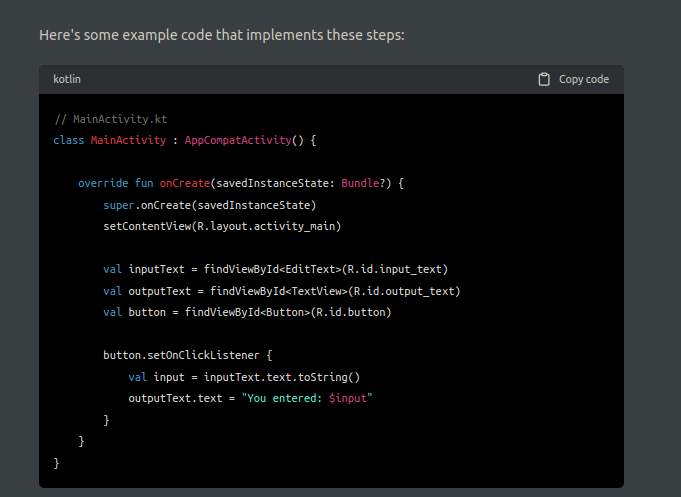 Here's some example code that implements these steps:
kotlin
Copy code
// MainActivity.kt
class MainActivity : AppCompatActivity() {
    override fun onCreate(savedInstanceState: Bundle?) {
        super.onCreate(savedInstanceState)
        setContentView(R.layout.activity_main)
        val inputText = findViewById<EditText>(R.id.input_text)
        val outputText = findViewById<TextView>(R.id.output_text)
        val button = findViewById<Button>(R.id.button)
        button.setOnClickListener {
            val input = inputText.text.toString()
            outputText.text = "You entered: $input"
        }
    }
}